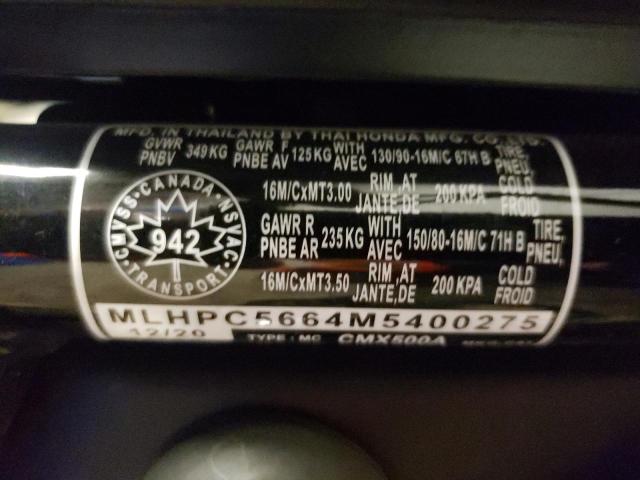 MFD. IN THAILAND BY THAI HONDA MFG. CO., LTD.
GVWR PNBV 349 KG GAWR F PNBE AV 125 KG WITH AVEC 130/90-16M/C 67H B TIRE, PNEU,
16M/CxMT3.00 RIM ,AT JANTE,DE 200 KPA COLD FROID
GAWR R PNBE AR 235 KG WITH AVEC 150/80-16M/C 71H B TIRE, PNEU,
16M/CxMT3.50 RIM ,AT JANTE,DE 200 KPA COLD FROID
CANADA
CMVSS 942 NSVAC
TRANSPORT
MLHPC5664M5400275
12/20 TYPE : MC CMX500A